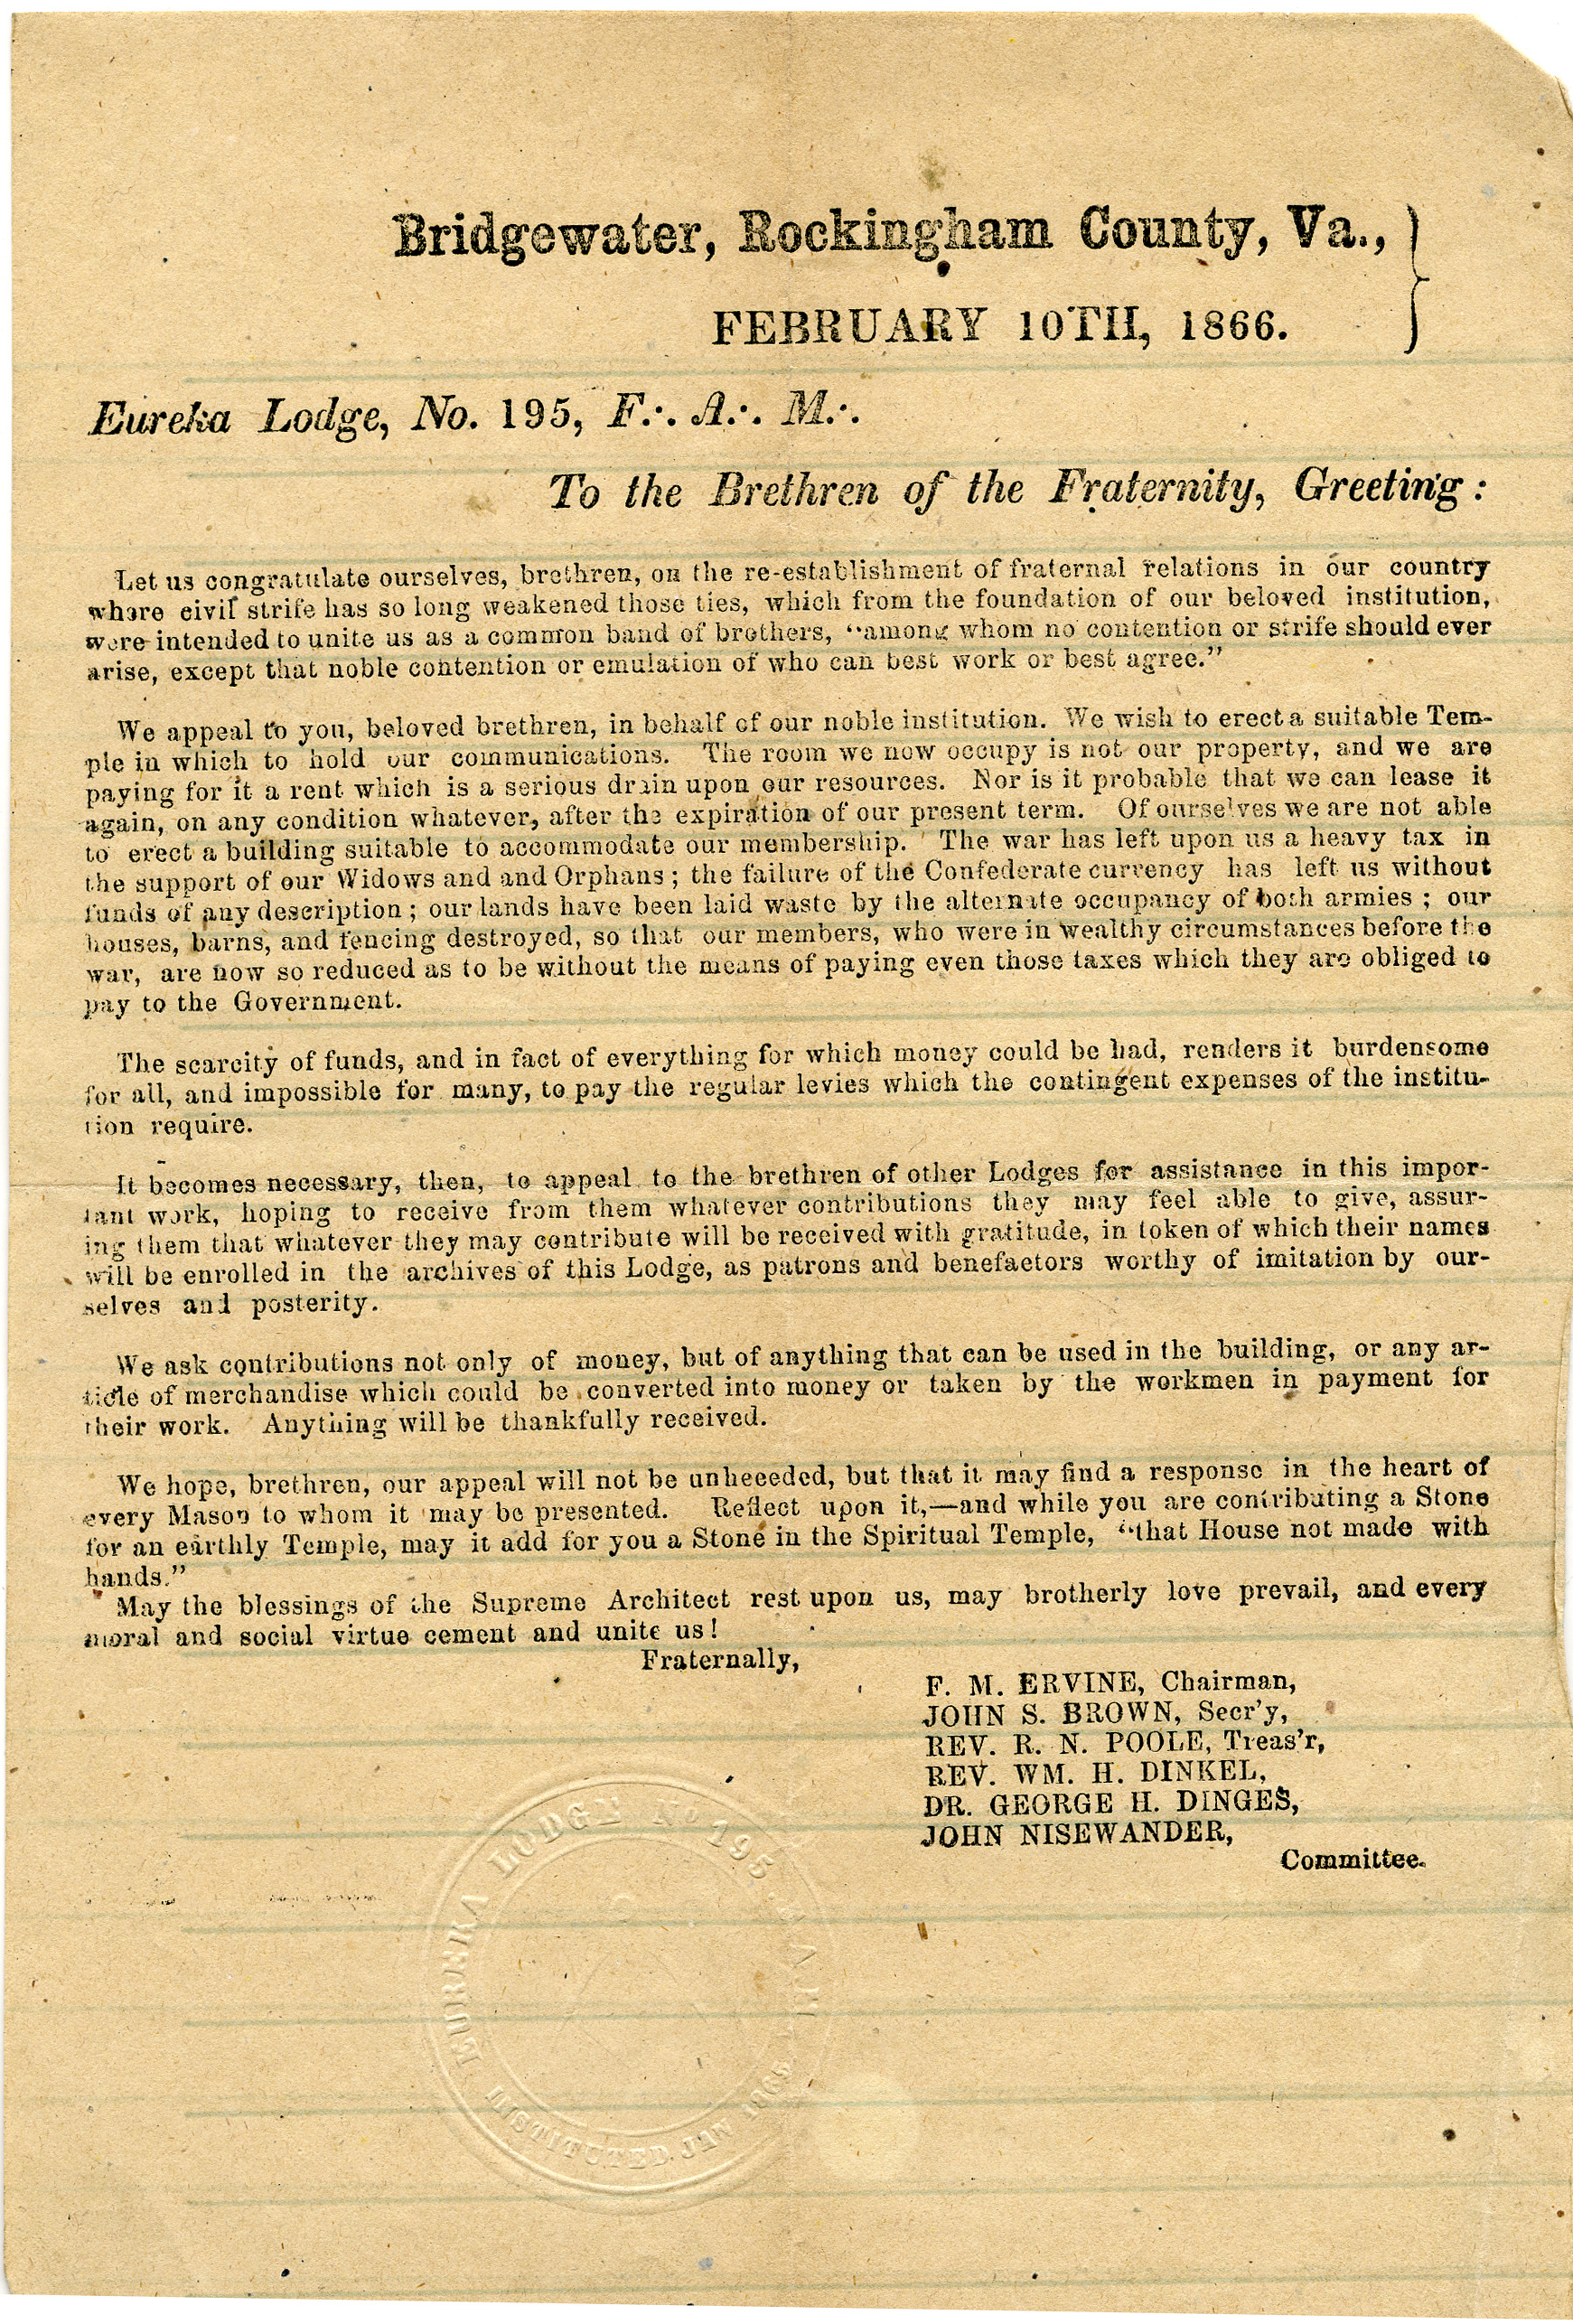 Bridgewater, Rockingham County, Va.,
FEBRUARY 10TH, 1866.
Eureka Lodge, No. 195, F∴ A∴ M∴
To the Brethren of the Fraternity, Greeting:
Let us congratulate ourselves, brethren, on the re-establishment of fraternal relations in our country
where civil strife has so long weakened those ties, which from the foundation of our beloved institution,
were intended to unite us as a common band of brothers, "among whom no contention or strife should ever
arise, except that noble contention or emulation of who can best work or best agree."
We appeal to you, beloved brethren, in behalf of our noble institution. We wish to erect a suitable Tem-
ple in which to hold our communications. The room we now occupy is not our property, and we are
paying for it a rent which is a serious drain upon our resources. Nor is it probable that we can lease it
again, on any condition whatever, after the expiration of our present term. Of ourselves we are not able
to erect a building suitable to accommodate our membership. The war has left upon us a heavy tax in
the support of our Widows and and Orphans; the failure of the Confederate currency has left us without
funds of any description; our lands have been laid waste by the alternate occupancy of both armies; our
houses, barns, and fencing destroyed, so that our members, who were in wealthy circumstances before the
war, are now so reduced as to be without the means of paying even those taxes which they are obliged to
pay to the Government.
The scarcity of funds, and in fact of everything for which money could be had, renders it burdensome
for all, and impossible for many, to pay the regular levies which the contingent expenses of the institu-
tion require.
It becomes necessary, then, to appeal to the brethren of other Lodges for assistance in this impor-
tant work, hoping to receive from them whatever contributions they may feel able to give, assur-
ing them that whatever they may contribute will be received with gratitude, in token of which their names
will be enrolled in the archives of this Lodge, as patrons and benefactors worthy of imitation by our-
selves and posterity.
We ask contributions not only of money, but of anything that can be used in the building, or any ar-
ticle of merchandise which could be converted into money or taken by the workmen in payment for
their work. Anything will be thankfully received.
We hope, brethren, our appeal will not be unheeeded, but that it may find a response in the heart of
every Mason to whom it may be presented. Reflect upon it,—and while you are contributing a Stone
for an earthly Temple, may it add for you a Stone in the Spiritual Temple, "that House not made with
hands."
May the blessings of the Supreme Architect rest upon us, may brotherly love prevail, and every
moral and social virtue cement and unite us!
Fraternally,
F. M. ERVINE, Chairman,
JOHN S. BROWN, Secr'y,
REV. R. N. POOLE, Treas'r,
REV. WM. H. DINKEL,
DR. GEORGE H. DINGES,
JOHN NISEWANDER,
Committee.
EUREKA LODGE No 195
INSTITUTED JAN